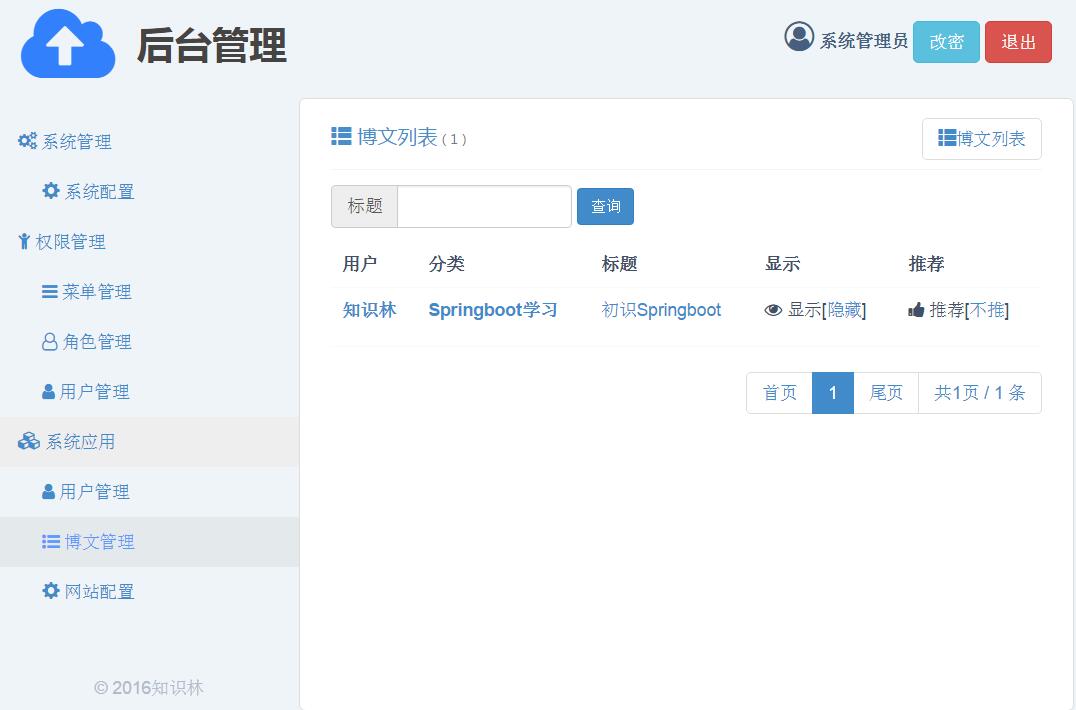 后台管理
系统管理员 改密 退出
系统管理
系统配置
权限管理
菜单管理
角色管理
用户管理
系统应用
用户管理
博文管理
网站配置
© 2016知识林
博文列表 ( 1 )
博文列表
标题 查询
用户 分类 标题 显示 推荐
知识林 Springboot学习 初识Springboot 显示[隐藏] 推荐[不推]
首页 1 尾页 共1页 / 1 条